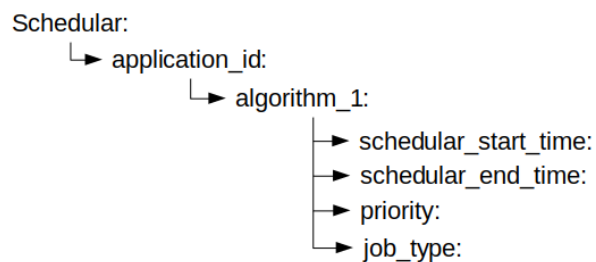 Schedular:
application_id:
algorithm_1:
schedular_start_time:
schedular_end_time:
priority:
job_type: